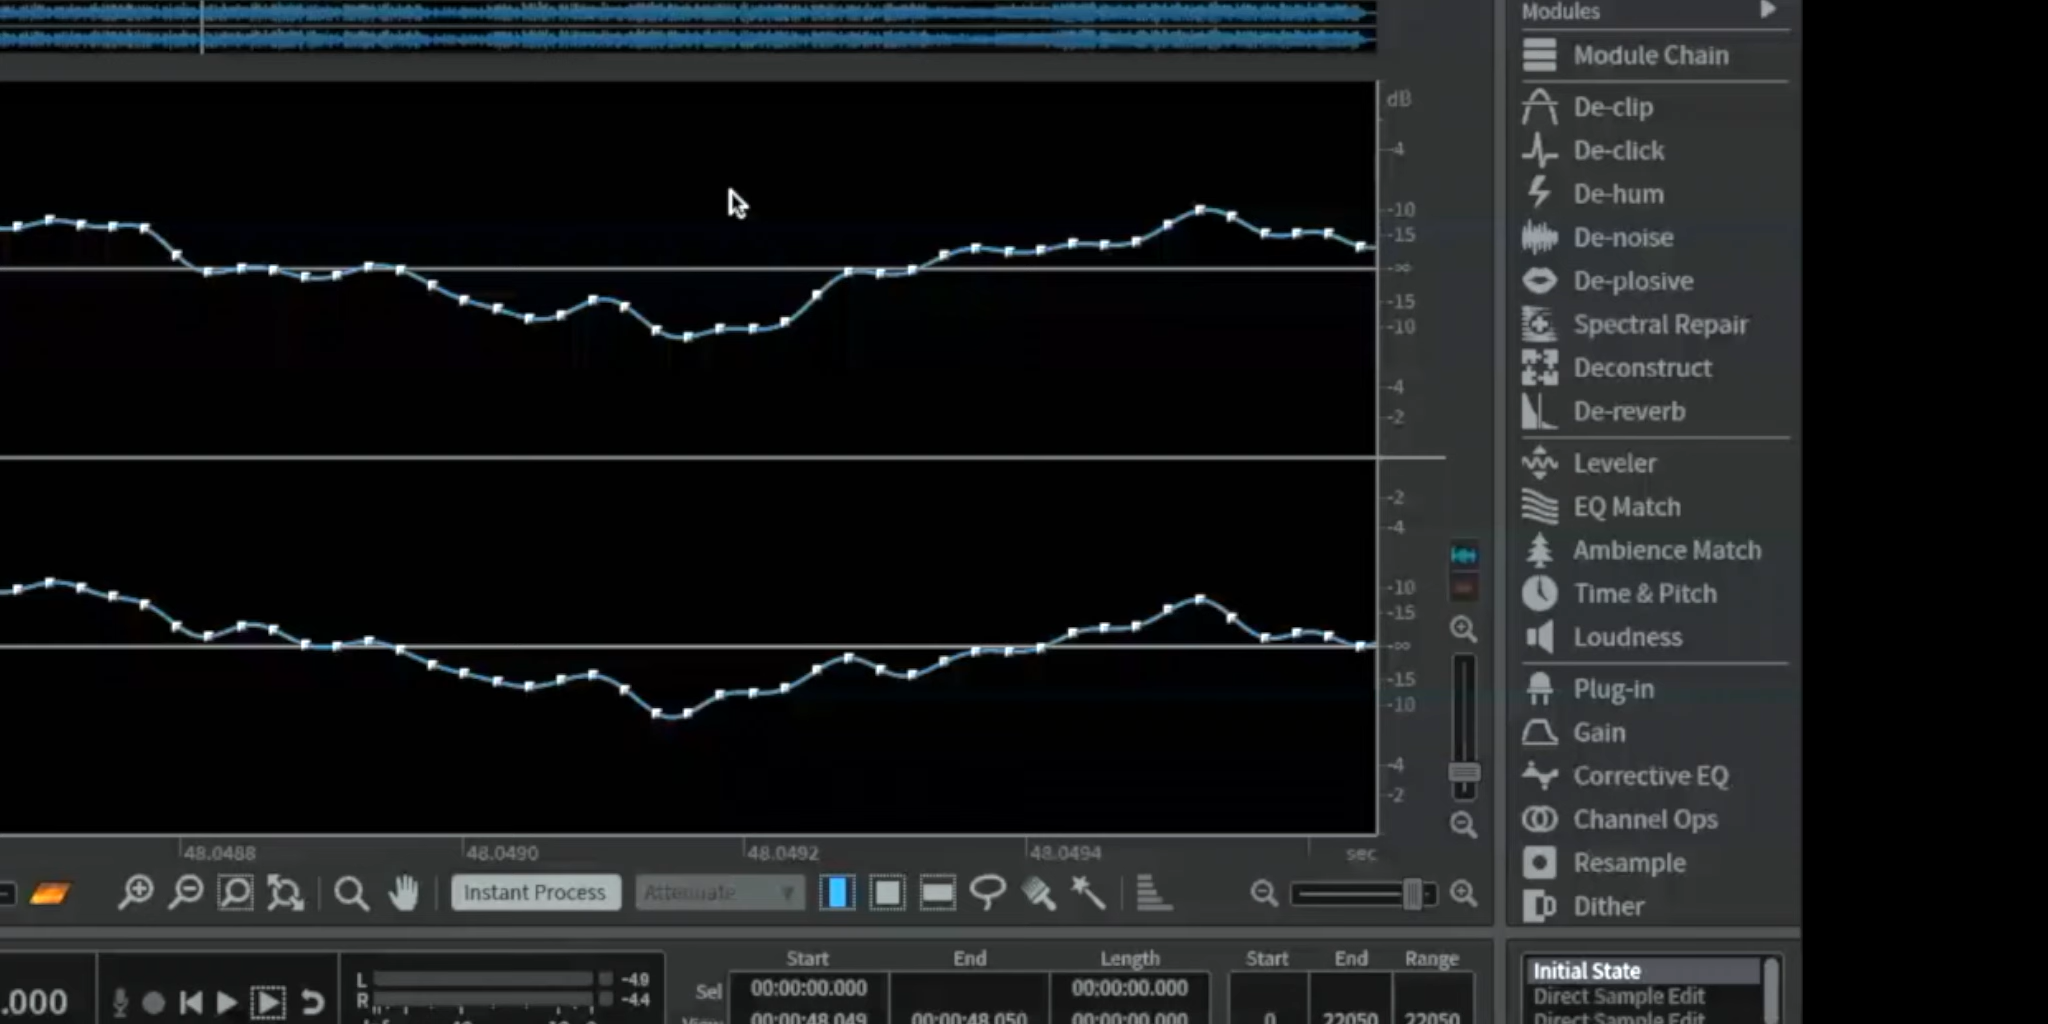 Modules
Module Chain
dB
De-clip
-4
De-click
De-hum
-10
-15
De-noise
-∞
De-plosive
-15
-10
Spectral Repair
Deconstruct
-4
-2
De-reverb
Leveler
-2
EQ Match
-4
Ambience Match
-10
Time & Pitch
-15
Loudness
-∞
-15
Plug-in
-10
Gain
-4
Corrective EQ
-2
Channel Ops
48.0488 48.0490 48.0492 48.0494 sec
Resample
Instant Process Attenuate
Dither
Start End Length Start End Range
Initial State
L -4.9
R -4.4
.000
Sel 00:00:00.000 00:00:00.000
Direct Sample Edit
View 00:00:48.049 00:00:48.050 00:00:00.000 0 22050 22050
Direct Sample Edit